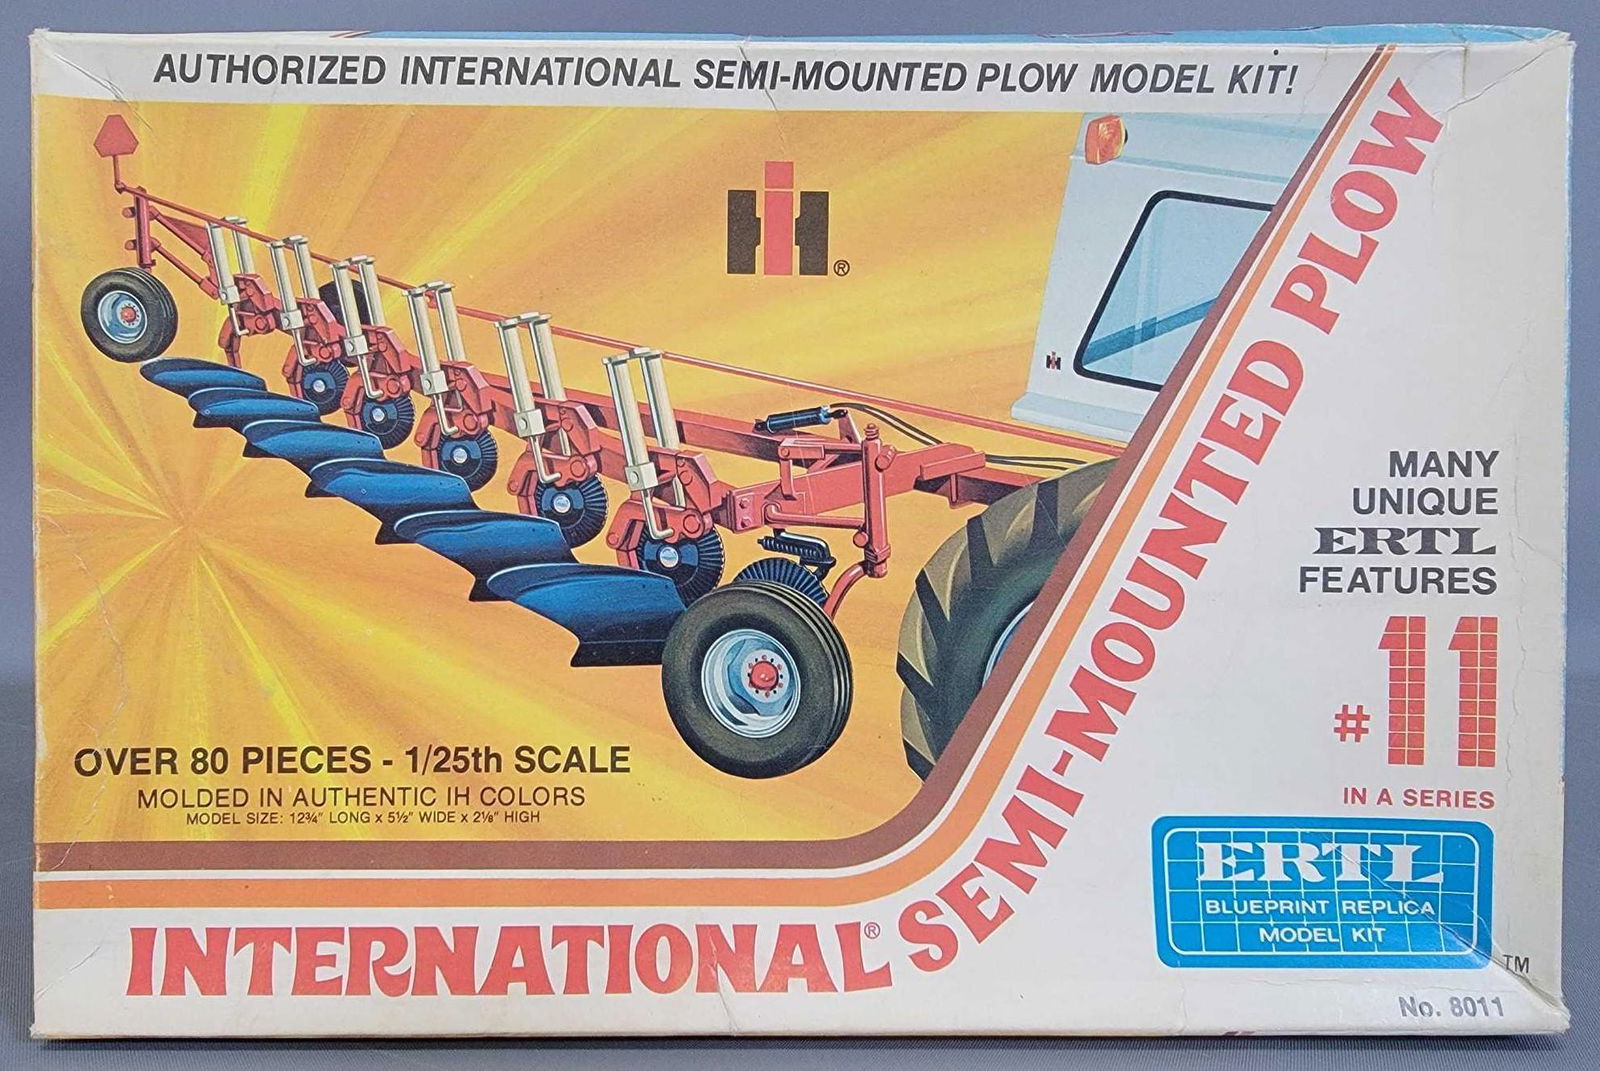 AUTHORIZED INTERNATIONAL SEMI-MOUNTED PLOW MODEL KIT!
IH®
IH
MANY
UNIQUE
ERTL
FEATURES
#11
IN A SERIES
OVER 80 PIECES - 1/25th SCALE
MOLDED IN AUTHENTIC IH COLORS
MODEL SIZE: 12¾" LONG x 5½" WIDE x 2⅛" HIGH
INTERNATIONAL® SEMI-MOUNTED PLOW
ERTL
BLUEPRINT REPLICA
MODEL KIT
TM
No. 8011